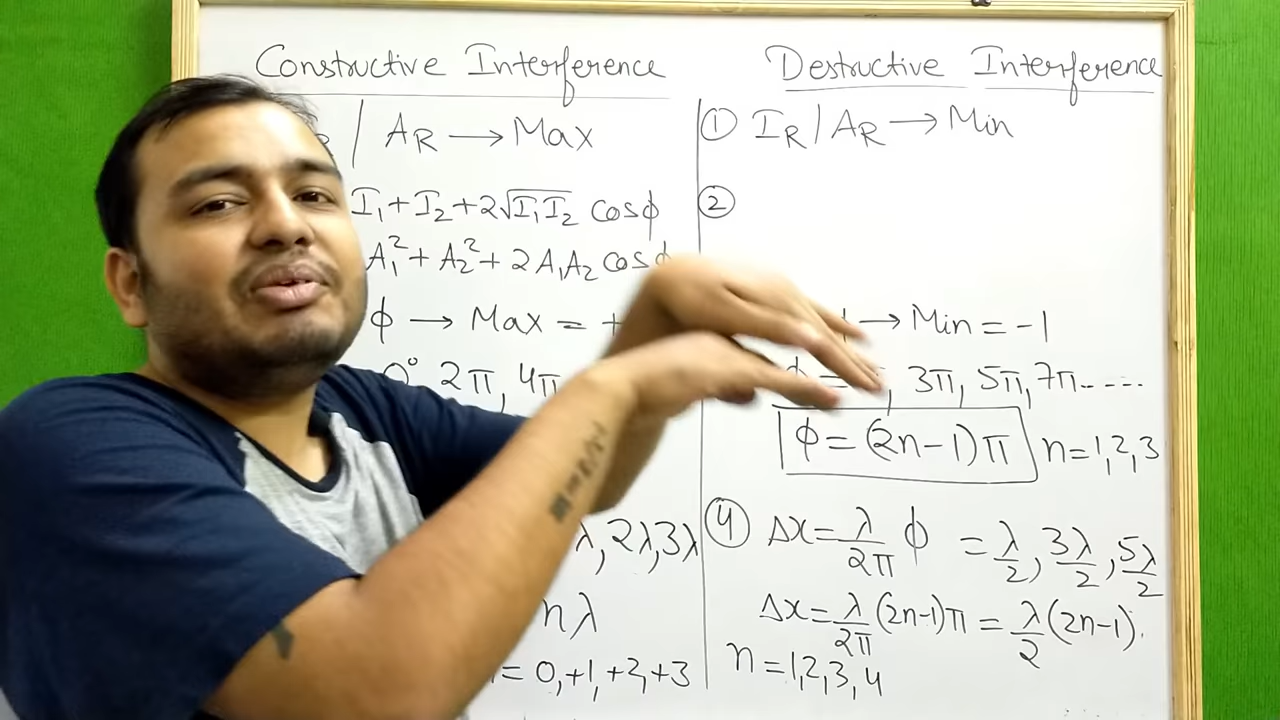 Constructive Interference
/ A_R → Max
I₁+I₂+2√I₁I₂ cosϕ
A₁²+A₂²+2A₁A₂ cosϕ
ϕ → Max = +
0° 2π, 4π
λ, 2λ, 3λ
nλ
= 0, +1, +2, +3
Destructive Interference
① I_R / A_R → Min
②
→ Min = -1
ϕ = , 3π, 5π, 7π.....
ϕ = (2n-1)π n=1,2,3
④ Δx = λ/2π ϕ = λ/2, 3λ/2, 5λ/2
Δx = λ/2π (2n-1)π = λ/2 (2n-1).
n = 1,2,3,4